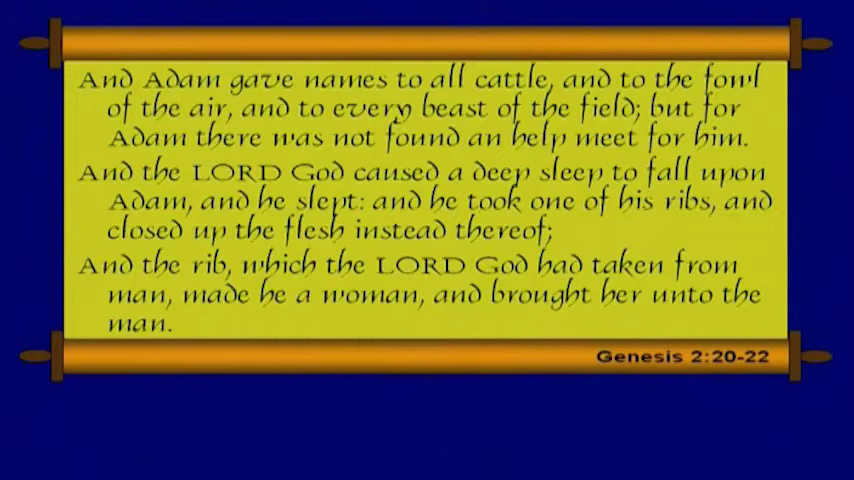 And Adam gave names to all cattle, and to the fowl
of the air, and to every beast of the field; but for
Adam there was not found an help meet for him.
And the LORD God caused a deep sleep to fall upon
Adam, and he slept: and he took one of his ribs, and
closed up the flesh instead thereof;
And the rib, which the LORD God had taken from
man, made he a woman, and brought her unto the
man.
Genesis 2:20-22